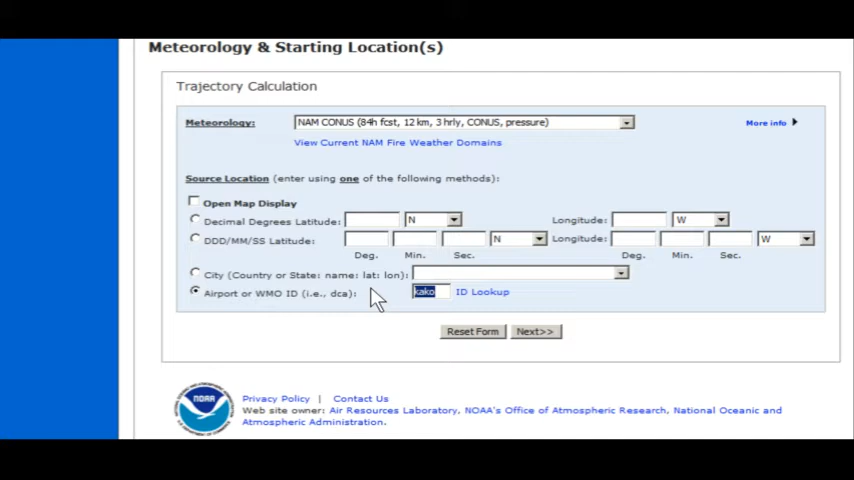 Meteorology & Starting Location(s)
Trajectory Calculation
Meteorology: NAM CONUS (84h fcst, 12 km, 3 hrly, CONUS, pressure) More info
View Current NAM Fire Weather Domains
Source Location (enter using one of the following methods):
Open Map Display
Decimal Degrees Latitude: N Longitude: W
DDD/MM/SS Latitude: N Longitude: W
Deg. Min. Sec. Deg. Min. Sec.
City (Country or State: name: lat: lon):
Airport or WMO ID (i.e., dca): kako ID Lookup
Reset Form Next>>
NOAA
Privacy Policy | Contact Us
Web site owner: Air Resources Laboratory, NOAA's Office of Atmospheric Research, National Oceanic and
Atmospheric Administration.